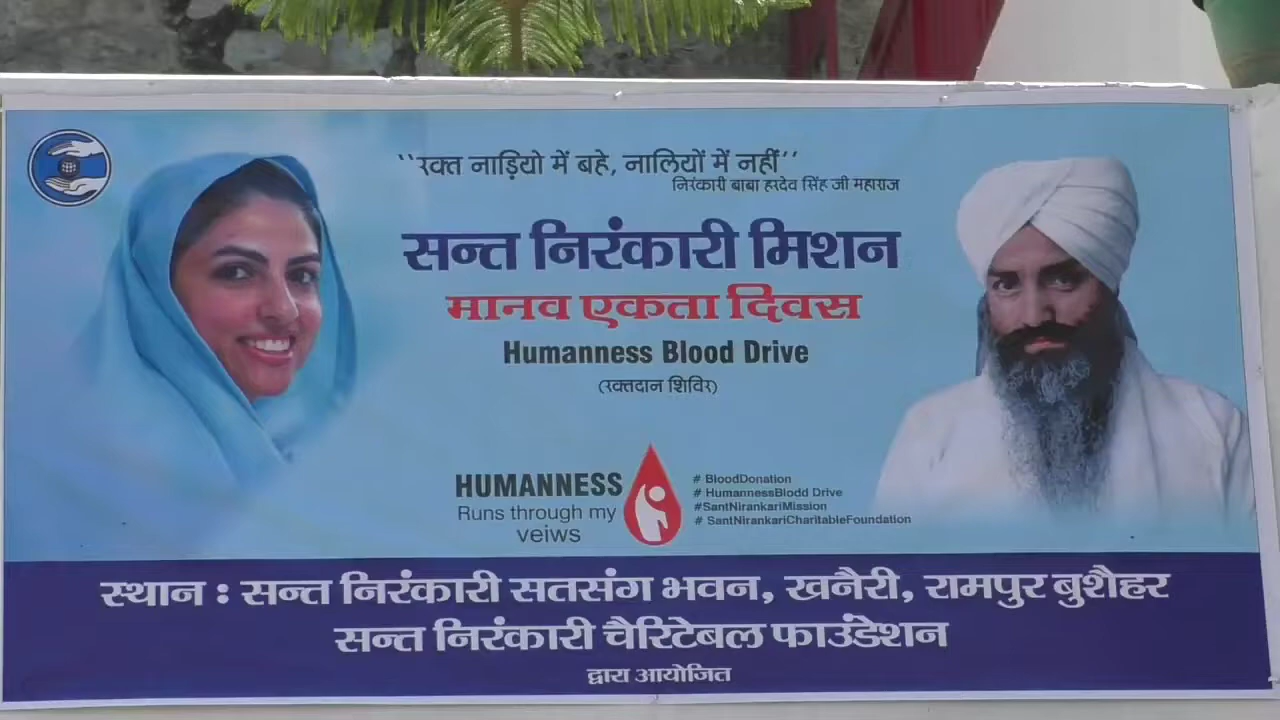 "रक्त नाड़ियो में बहे, नालियों में नहीं"
निरंकारी बाबा हरदेव सिंह जी महाराज
सन्त निरंकारी मिशन
मानव एकता दिवस
Humanness Blood Drive
(रक्तदान शिविर)
HUMANNESS
Runs through my
veiws
# BloodDonation
# HumannessBlodd Drive
#SantNirankariMission
# SantNirankariCharitableFoundation
स्थान : सन्त निरंकारी सतसंग भवन, खनैरी, रामपुर बुशैहर
सन्त निरंकारी चैरिटेबल फाउंडेशन
द्वारा आयोजित